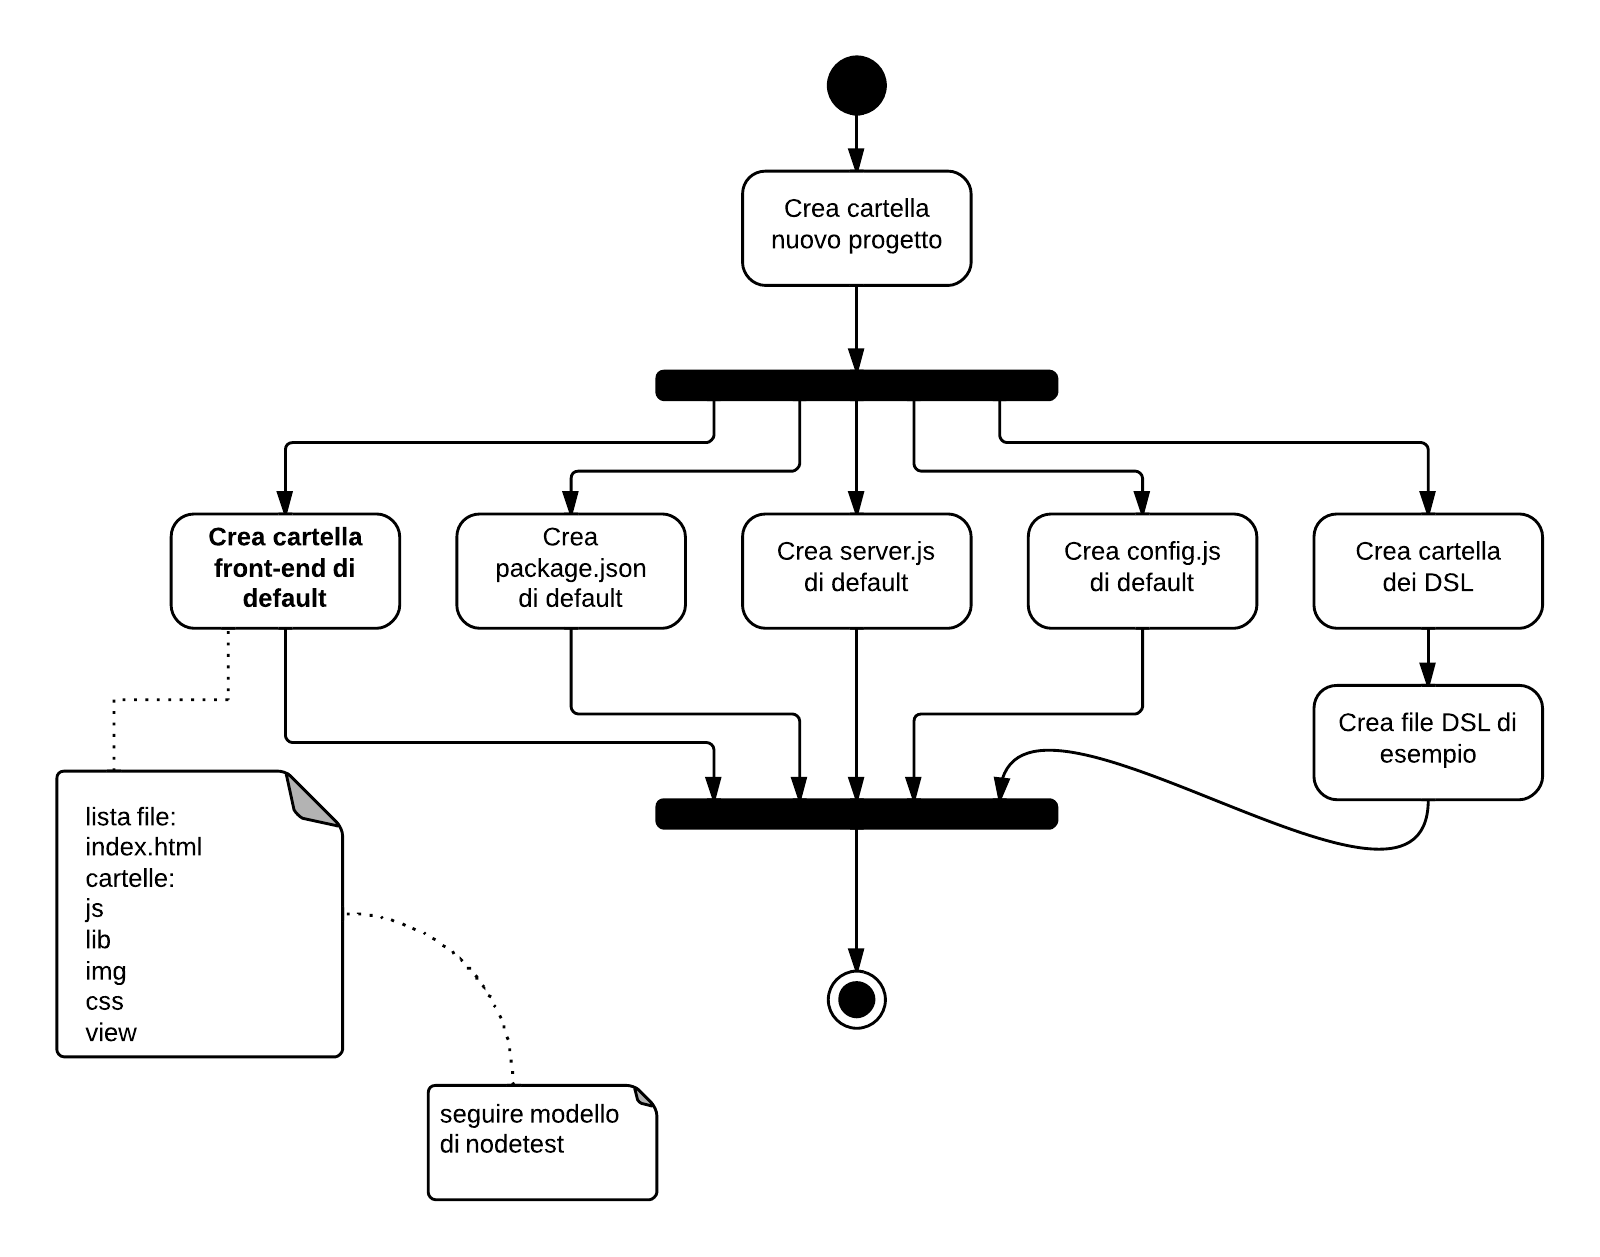 Crea cartella
nuovo progetto
Crea cartella
front-end di
default
Crea
package.json
di default
Crea server.js
di default
Crea config.js
di default
Crea cartella
dei DSL
Crea file DSL di
esempio
lista file:
index.html
cartelle:
js
lib
img
css
view
seguire modello
di nodetest